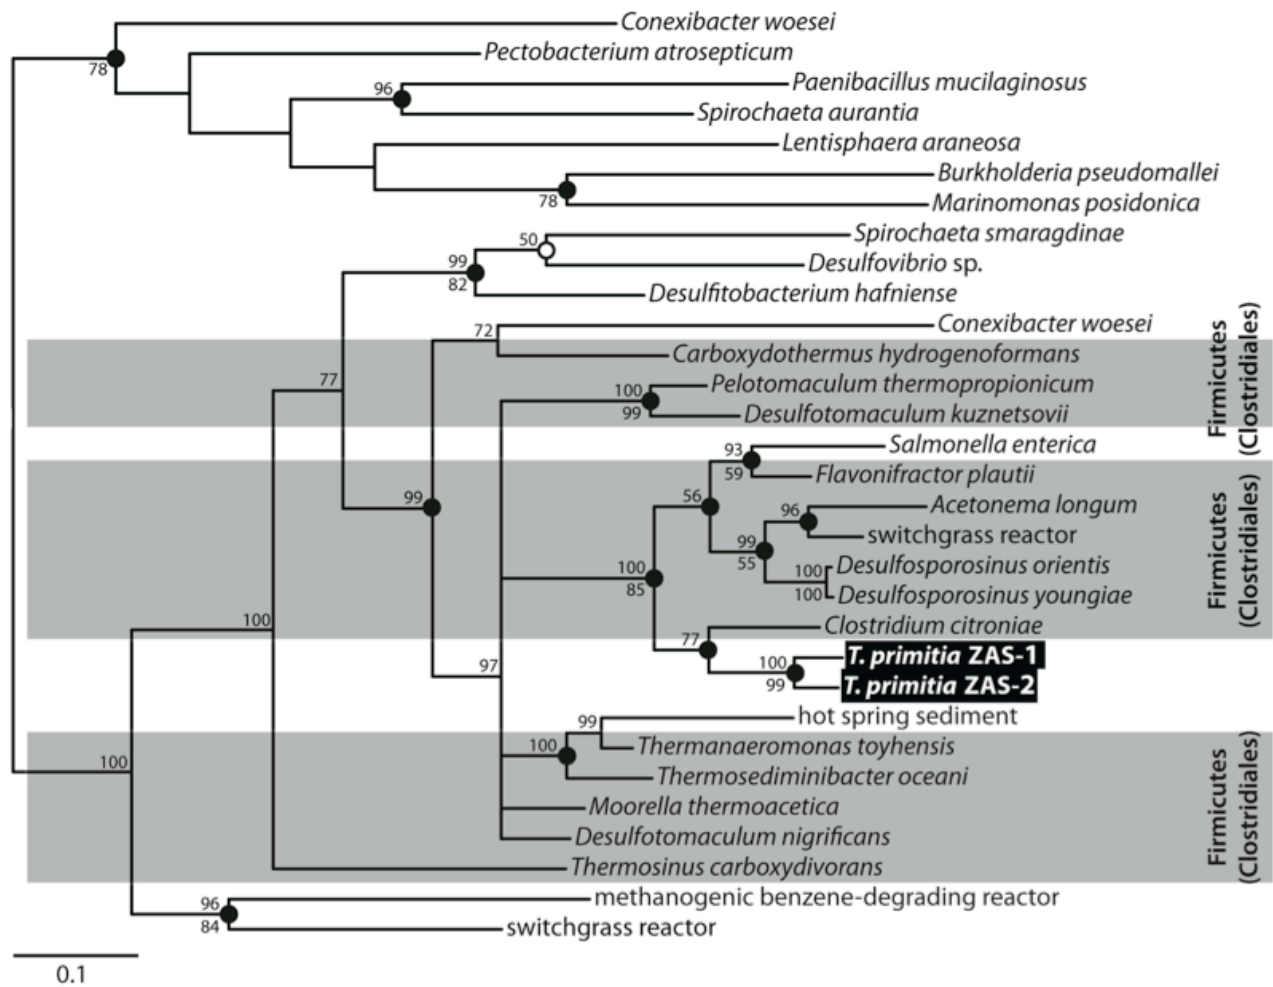 Conexibacter woesei
78
Pectobacterium atrosepticum
96
Paenibacillus mucilaginosus
Spirochaeta aurantia
Lentisphaera araneosa
Burkholderia pseudomallei
78
Marinomonas posidonica
50
Spirochaeta smaragdinae
99
82
Desulfovibrio sp.
Desulfitobacterium hafniense
72
Conexibacter woesei
Carboxydothermus hydrogenoformans
77
100
99
Pelotomaculum thermopropionicum
Desulfotomaculum kuznetsovii
Firmicutes
(Clostridiales)
93
59
Salmonella enterica
Flavonifractor plautii
99
56
96
Acetonema longum
switchgrass reactor
99
55
100
100
Desulfosporosinus orientis
Desulfosporosinus youngiae
100
85
Firmicutes
(Clostridiales)
100
77
Clostridium citroniae
97
100
99
T. primitia ZAS-1
T. primitia ZAS-2
99
hot spring sediment
100
100
Thermanaeromonas toyhensis
Thermosediminibacter oceani
Moorella thermoacetica
Desulfotomaculum nigrificans
Thermosinus carboxydivorans
Firmicutes
(Clostridiales)
96
84
methanogenic benzene-degrading reactor
switchgrass reactor
0.1